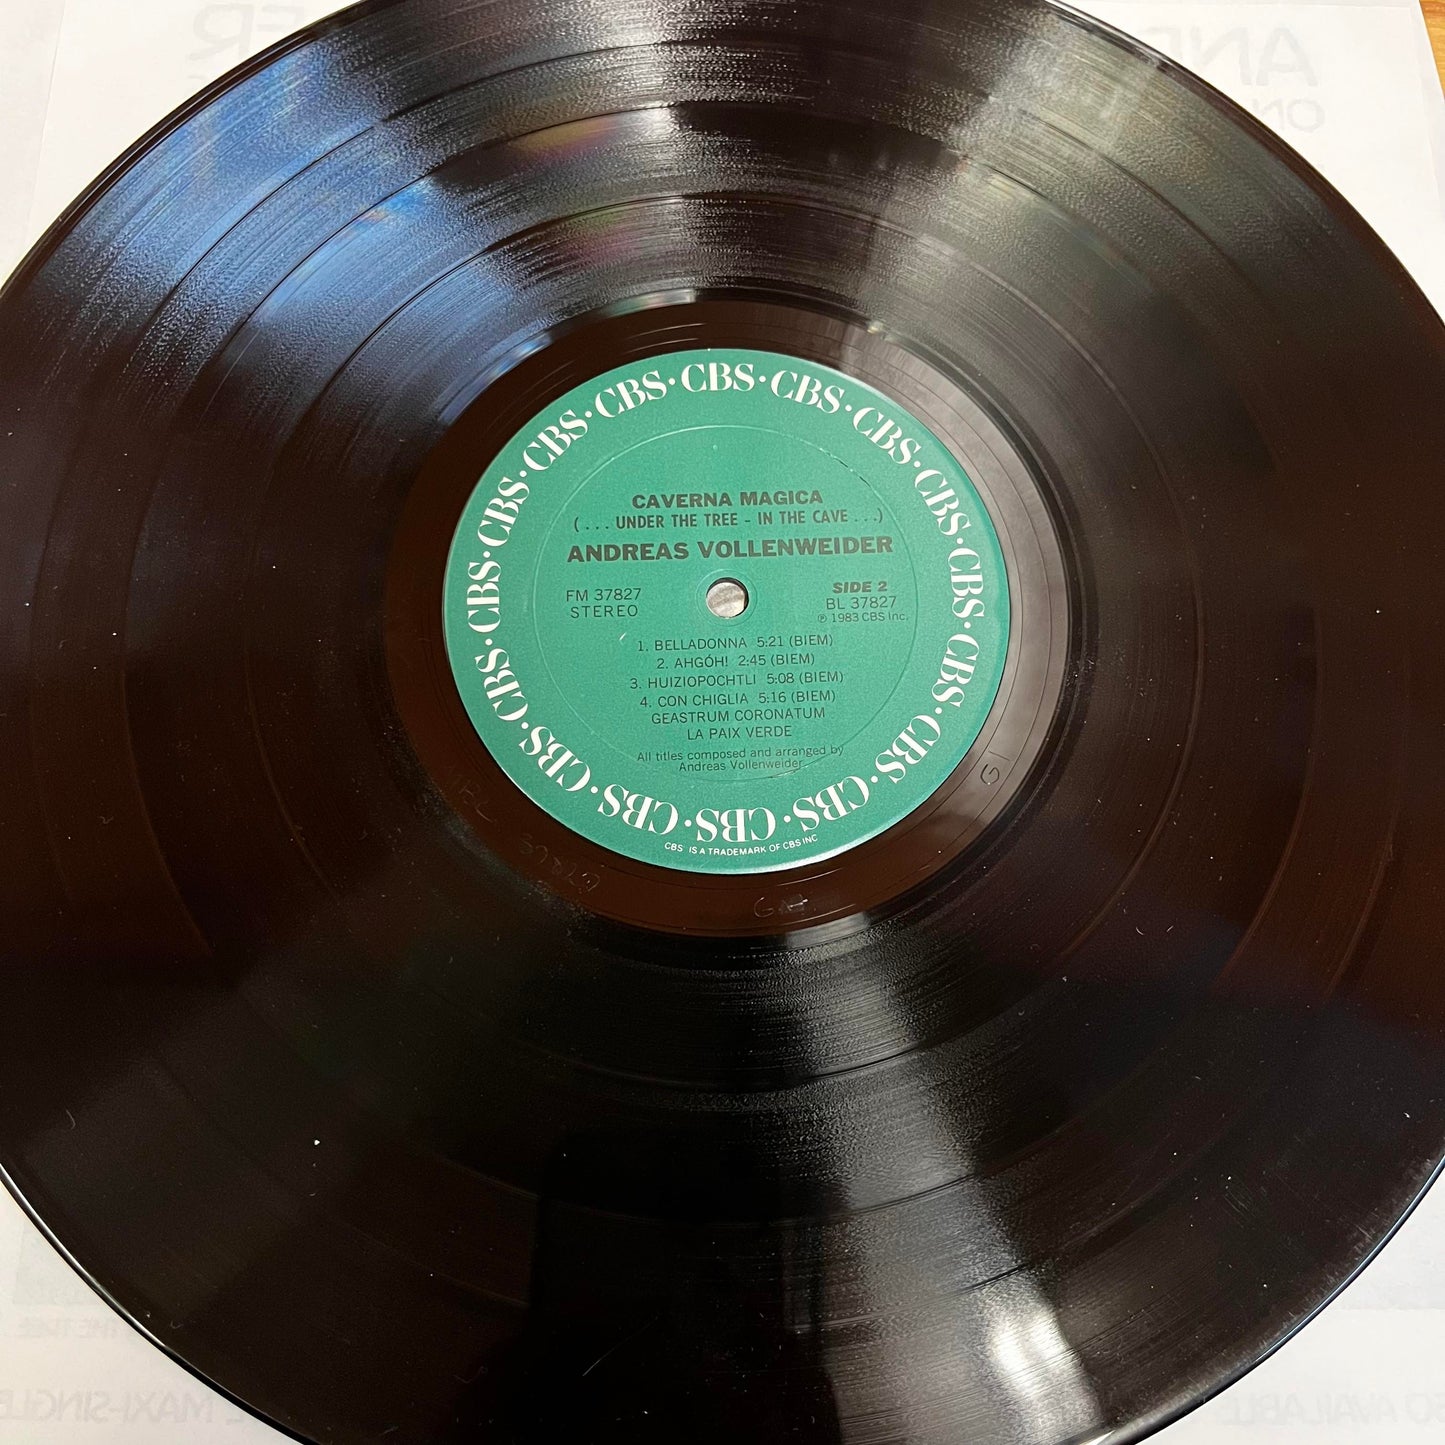 CBS · CBS · CBS · CBS · CBS · CBS · CBS · CBS · CBS · CBS · CBS · CBS · CBS · CBS · CBS · CBS · CBS ·
CAVERNA MAGICA
( . . . UNDER THE TREE - IN THE CAVE . . .)
ANDREAS VOLLENWEIDER
FM 37827
STEREO
SIDE 2
BL 37827
℗ 1983 CBS Inc.
1. BELLADONNA 5:21 (BIEM)
2. AHGÓH! 2:45 (BIEM)
3. HUIZIOPOCHTLI 5:08 (BIEM)
4. CON CHIGLIA 5:16 (BIEM)
GEASTRUM CORONATUM
LA PAIX VERDE
All titles composed and arranged by
Andreas Vollenweider
CBS IS A TRADEMARK OF CBS INC
G